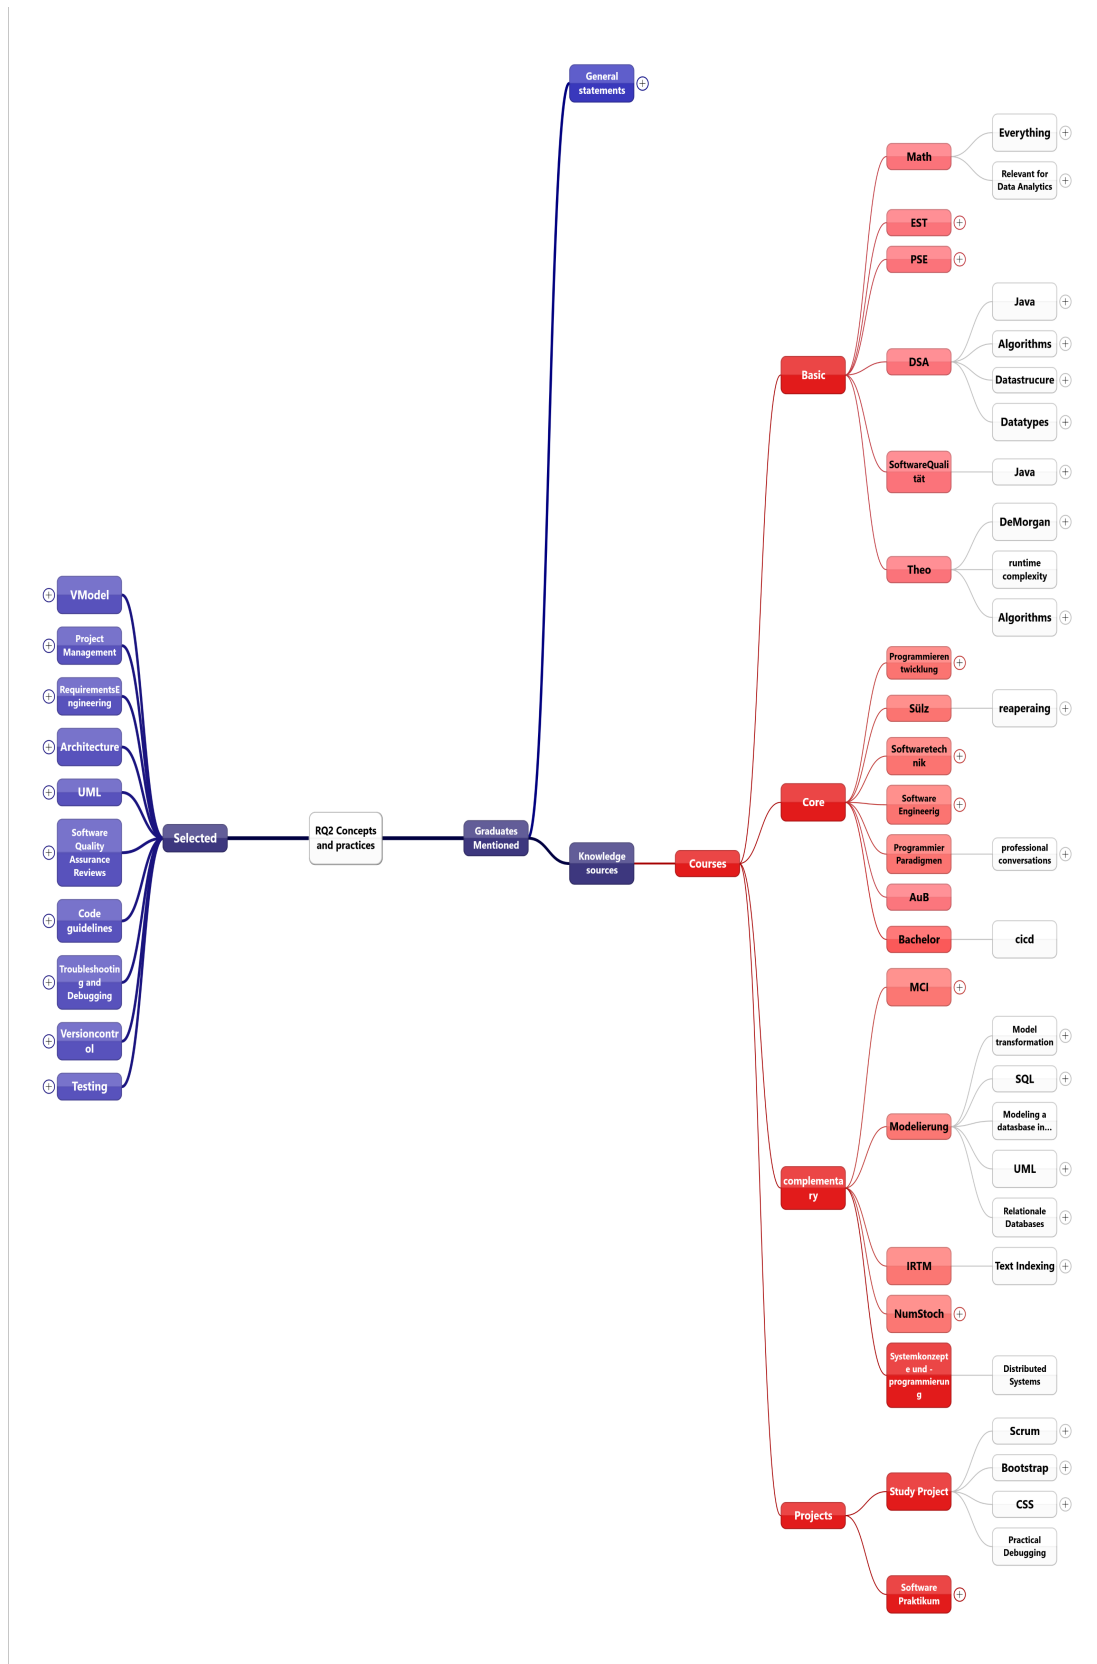 General
statements
Everything
Math
Relevant for
Data Analytics
EST
PSE
Java
Algorithms
DSA
Datastrucure
Basic
Datatypes
SoftwareQuali
tät
Java
DeMorgan
Theo
runtime
complexity
Algorithms
VModel
Project
Management
RequirementsE
ngineering
Architecture
UML
Software
Quality
Assurance
Reviews
Code
guidelines
Troubleshootin
g and
Debugging
Versioncontr
ol
Testing
Selected
RQ2 Concepts
and practices
Graduates
Mentioned
Knowledge
sources
Courses
Core
Programmieren
twicklung
Sülz
reaperaing
Softwaretech
nik
Software
Engineerig
Programmier
Paradigmen
professional
conversations
AuB
Bachelor
cicd
complementa
ry
MCI
Modelierung
Model
transformation
SQL
Modeling a
datasbase in...
UML
Relationale
Databases
IRTM
Text Indexing
NumStoch
Systemkonzept
e und -
programmierun
g
Distributed
Systems
Projects
Study Project
Scrum
Bootstrap
CSS
Practical
Debugging
Software
Praktikum